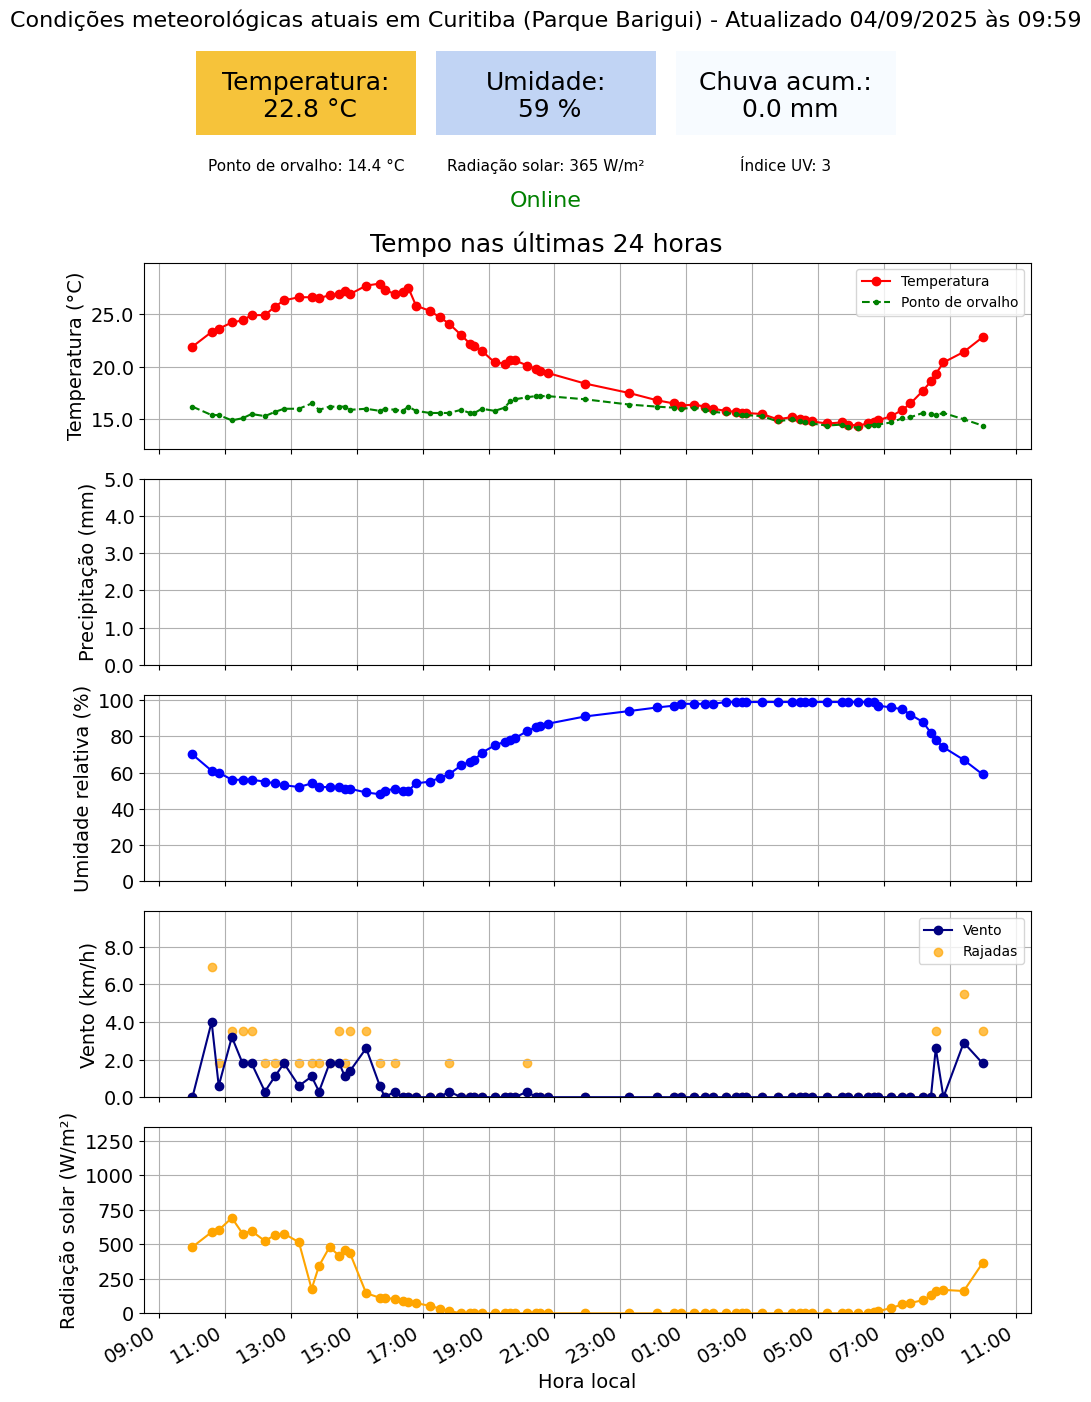 Condições meteorológicas atuais em Curitiba (Parque Barigui) - Atualizado 04/09/2025 às 09:59
Temperatura:
22.8 °C
Umidade:
59 %
Chuva acum.:
0.0 mm
Ponto de orvalho: 14.4 °C
Radiação solar: 365 W/m²
Índice UV: 3
Online
Tempo nas últimas 24 horas
Temperatura (°C)
25.0
20.0
15.0
Temperatura
Ponto de orvalho
Precipitação (mm)
5.0
4.0
3.0
2.0
1.0
0.0
Umidade relativa (%)
100
80
60
40
20
0
Vento (km/h)
8.0
6.0
4.0
2.0
0.0
Vento
Rajadas
Radiação solar (W/m²)
1250
1000
750
500
250
0
09:00
11:00
13:00
15:00
17:00
19:00
21:00
23:00
01:00
03:00
05:00
07:00
09:00
11:00
Hora local